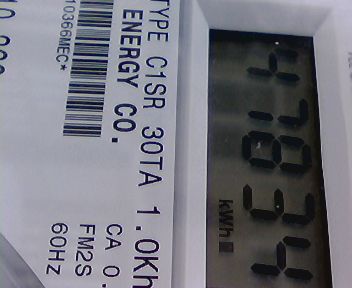 47834
kWh
TYPE C1SR 30TA 1.0Kh
ENERGY CO.
CA 0.
FM2S
10366MEC*
60HZ